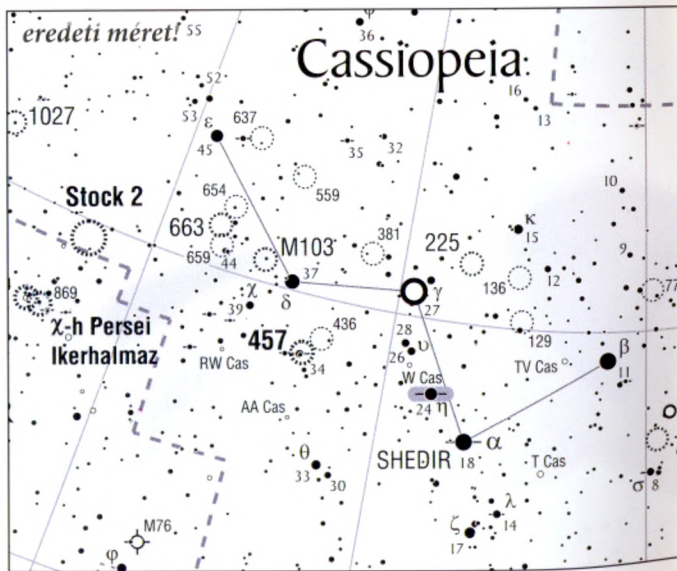 eredeti méret!
55
ψ
36
Cassiopeia
52
53
16
13
1027
ε
45
637
35
32
10
559
654
Stock 2
663
κ
15
381
225
M103
659
44
9
136
12
37
δ
γ
27
77
869
χ
39
χ-h Persei
Ikerhalmaz
436
129
457
28
υ
26
β
11
RW Cas
34
W Cas
TV Cas
24
η
AA Cas
SHEDIR
18
α
θ
33
30
T Cas
σ
8
λ
14
ζ
17
M76
φ